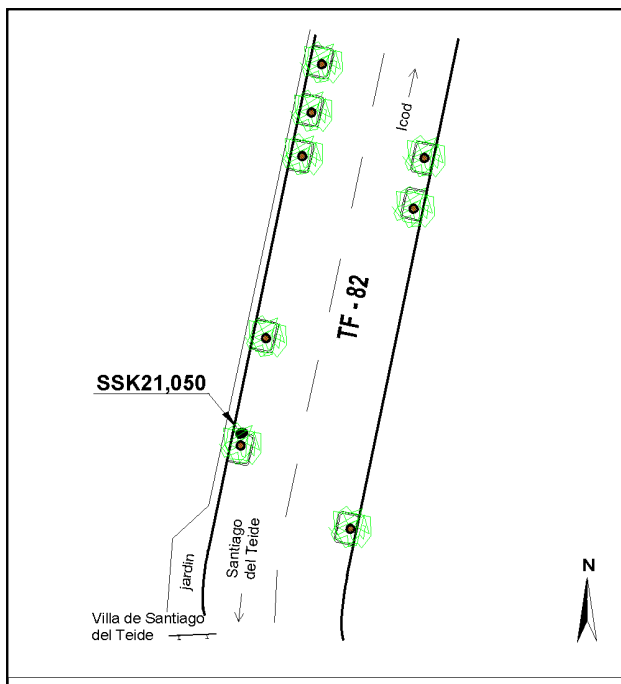 Icod
TF - 82
SSK21,050
Santiago
del Teide
jardin
Villa de Santiago
del Teide
N